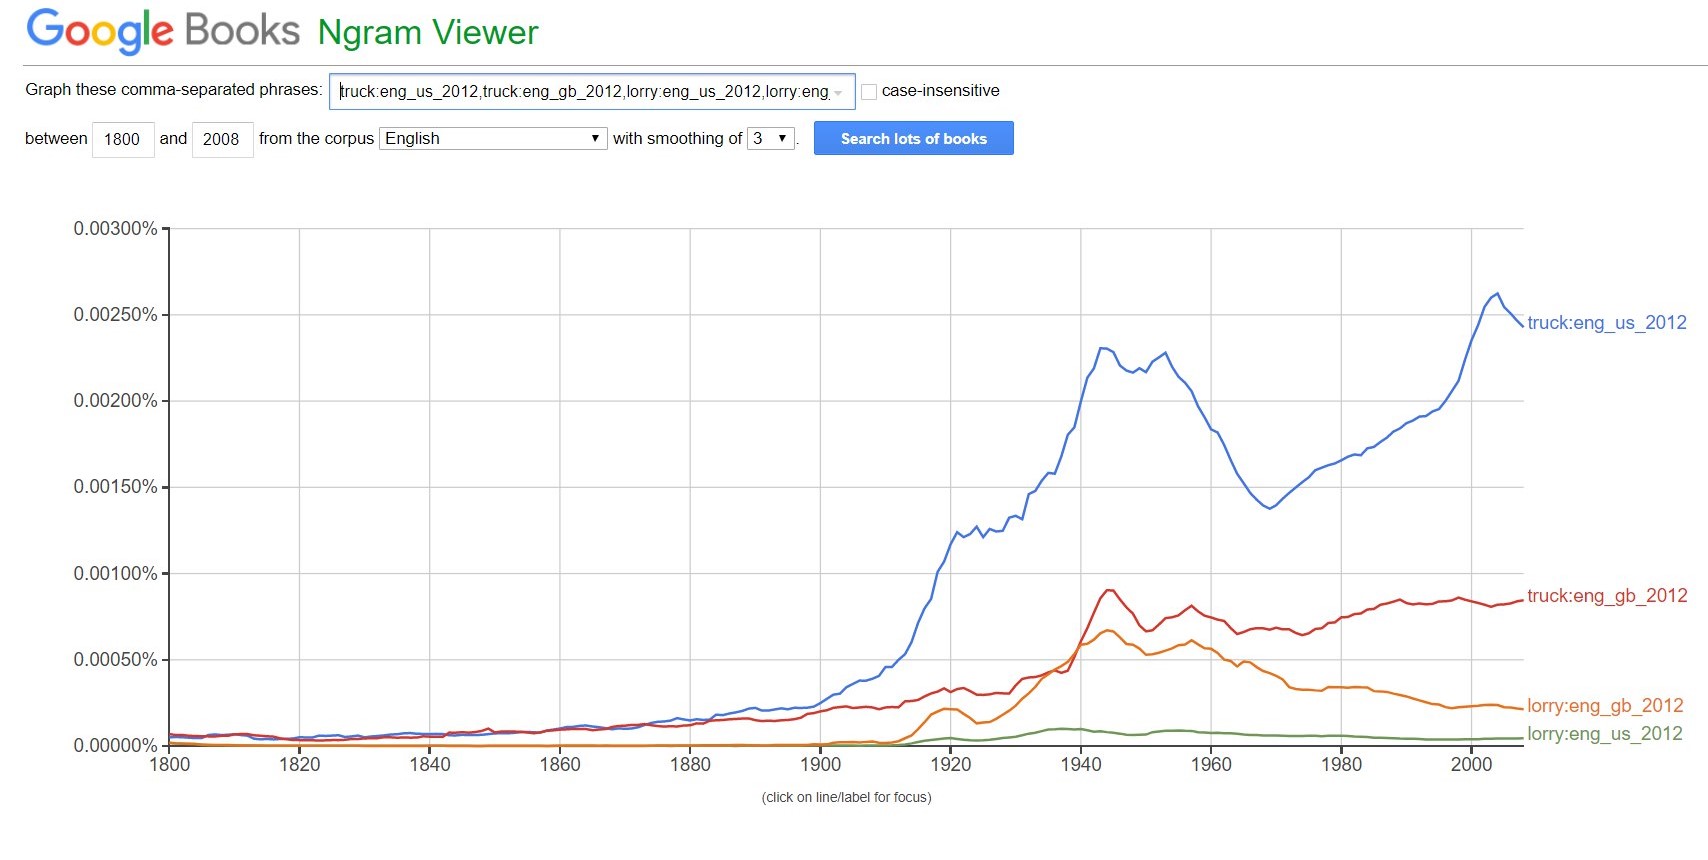 Google Books Ngram Viewer
Graph these comma-separated phrases: truck:eng_us_2012,truck:eng_gb_2012,lorry:eng_us_2012,lorry:eng. case-insensitive
between 1800 and 2008 from the corpus English with smoothing of 3 . Search lots of books
0.00300%
0.00250%
truck:eng_us_2012
0.00200%
0.00150%
0.00100%
truck:eng_gb_2012
0.00050%
lorry:eng_gb_2012
lorry:eng_us_2012
0.00000%
1800 1820 1840 1860 1880 1900 1920 1940 1960 1980 2000
(click on line/label for focus)